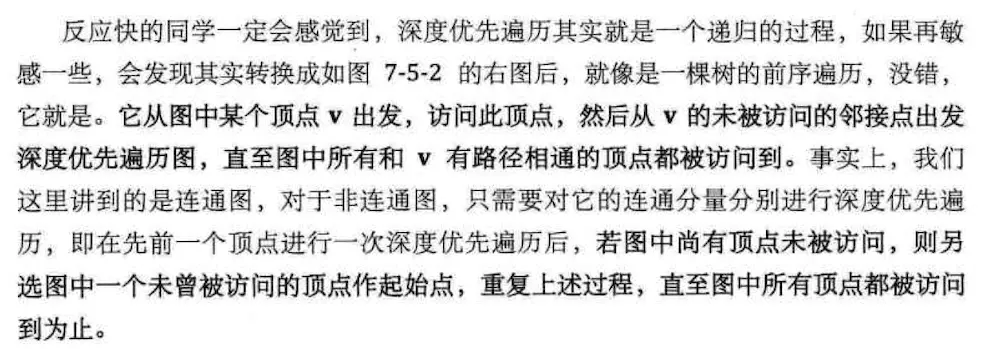 反应快的同学一定会感觉到，深度优先遍历其实就是一个递归的过程，如果再敏
感一些，会发现其实转换成如图 7-5-2 的右图后，就像是一棵树的前序遍历，没错，
它就是。它从图中某个顶点 v 出发，访问此顶点，然后从 v 的未被访问的邻接点出发
深度优先遍历图，直至图中所有和 v 有路径相通的顶点都被访问到。事实上，我们
这里讲到的是连通图，对于非连通图，只需要对它的连通分量分别进行深度优先遍
历，即在先前一个顶点进行一次深度优先遍历后，若图中尚有顶点未被访问，则另
选图中一个未曾被访问的顶点作起始点，重复上述过程，直至图中所有顶点都被访问
到为止。